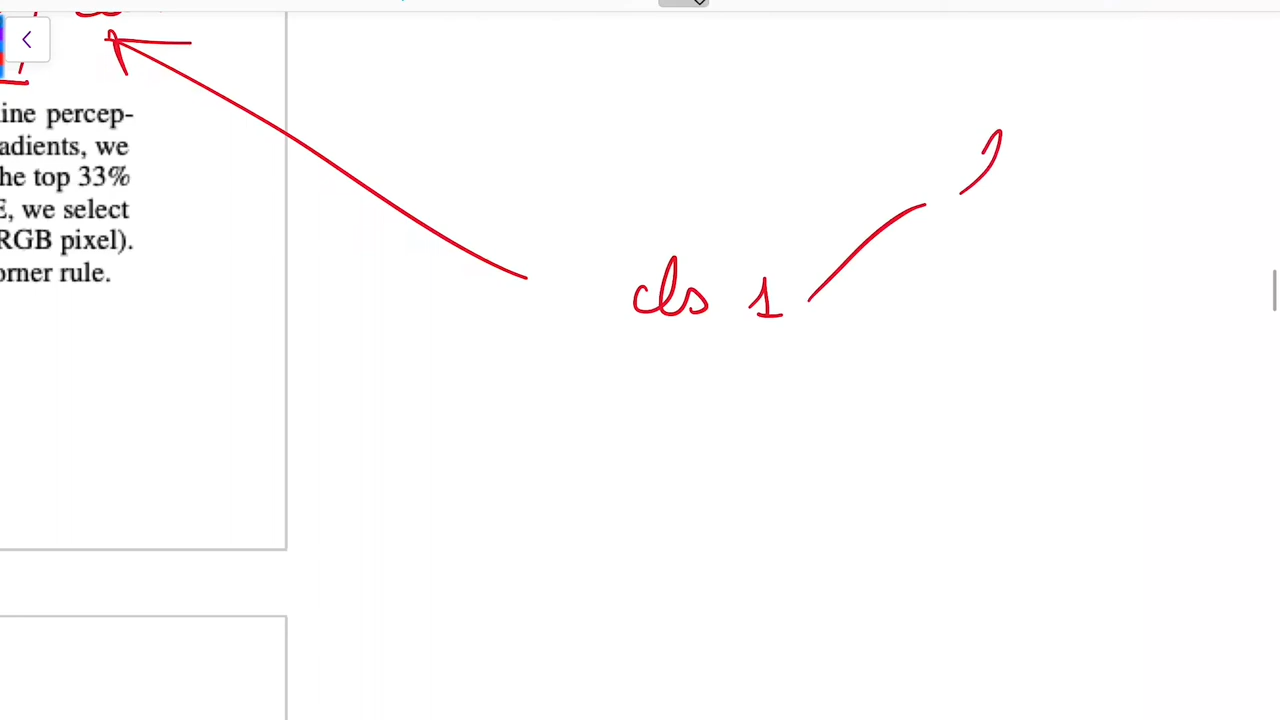 ine percep-
adients, we
he top 33%
E, we select
RGB pixel).
orner rule.
cls 1